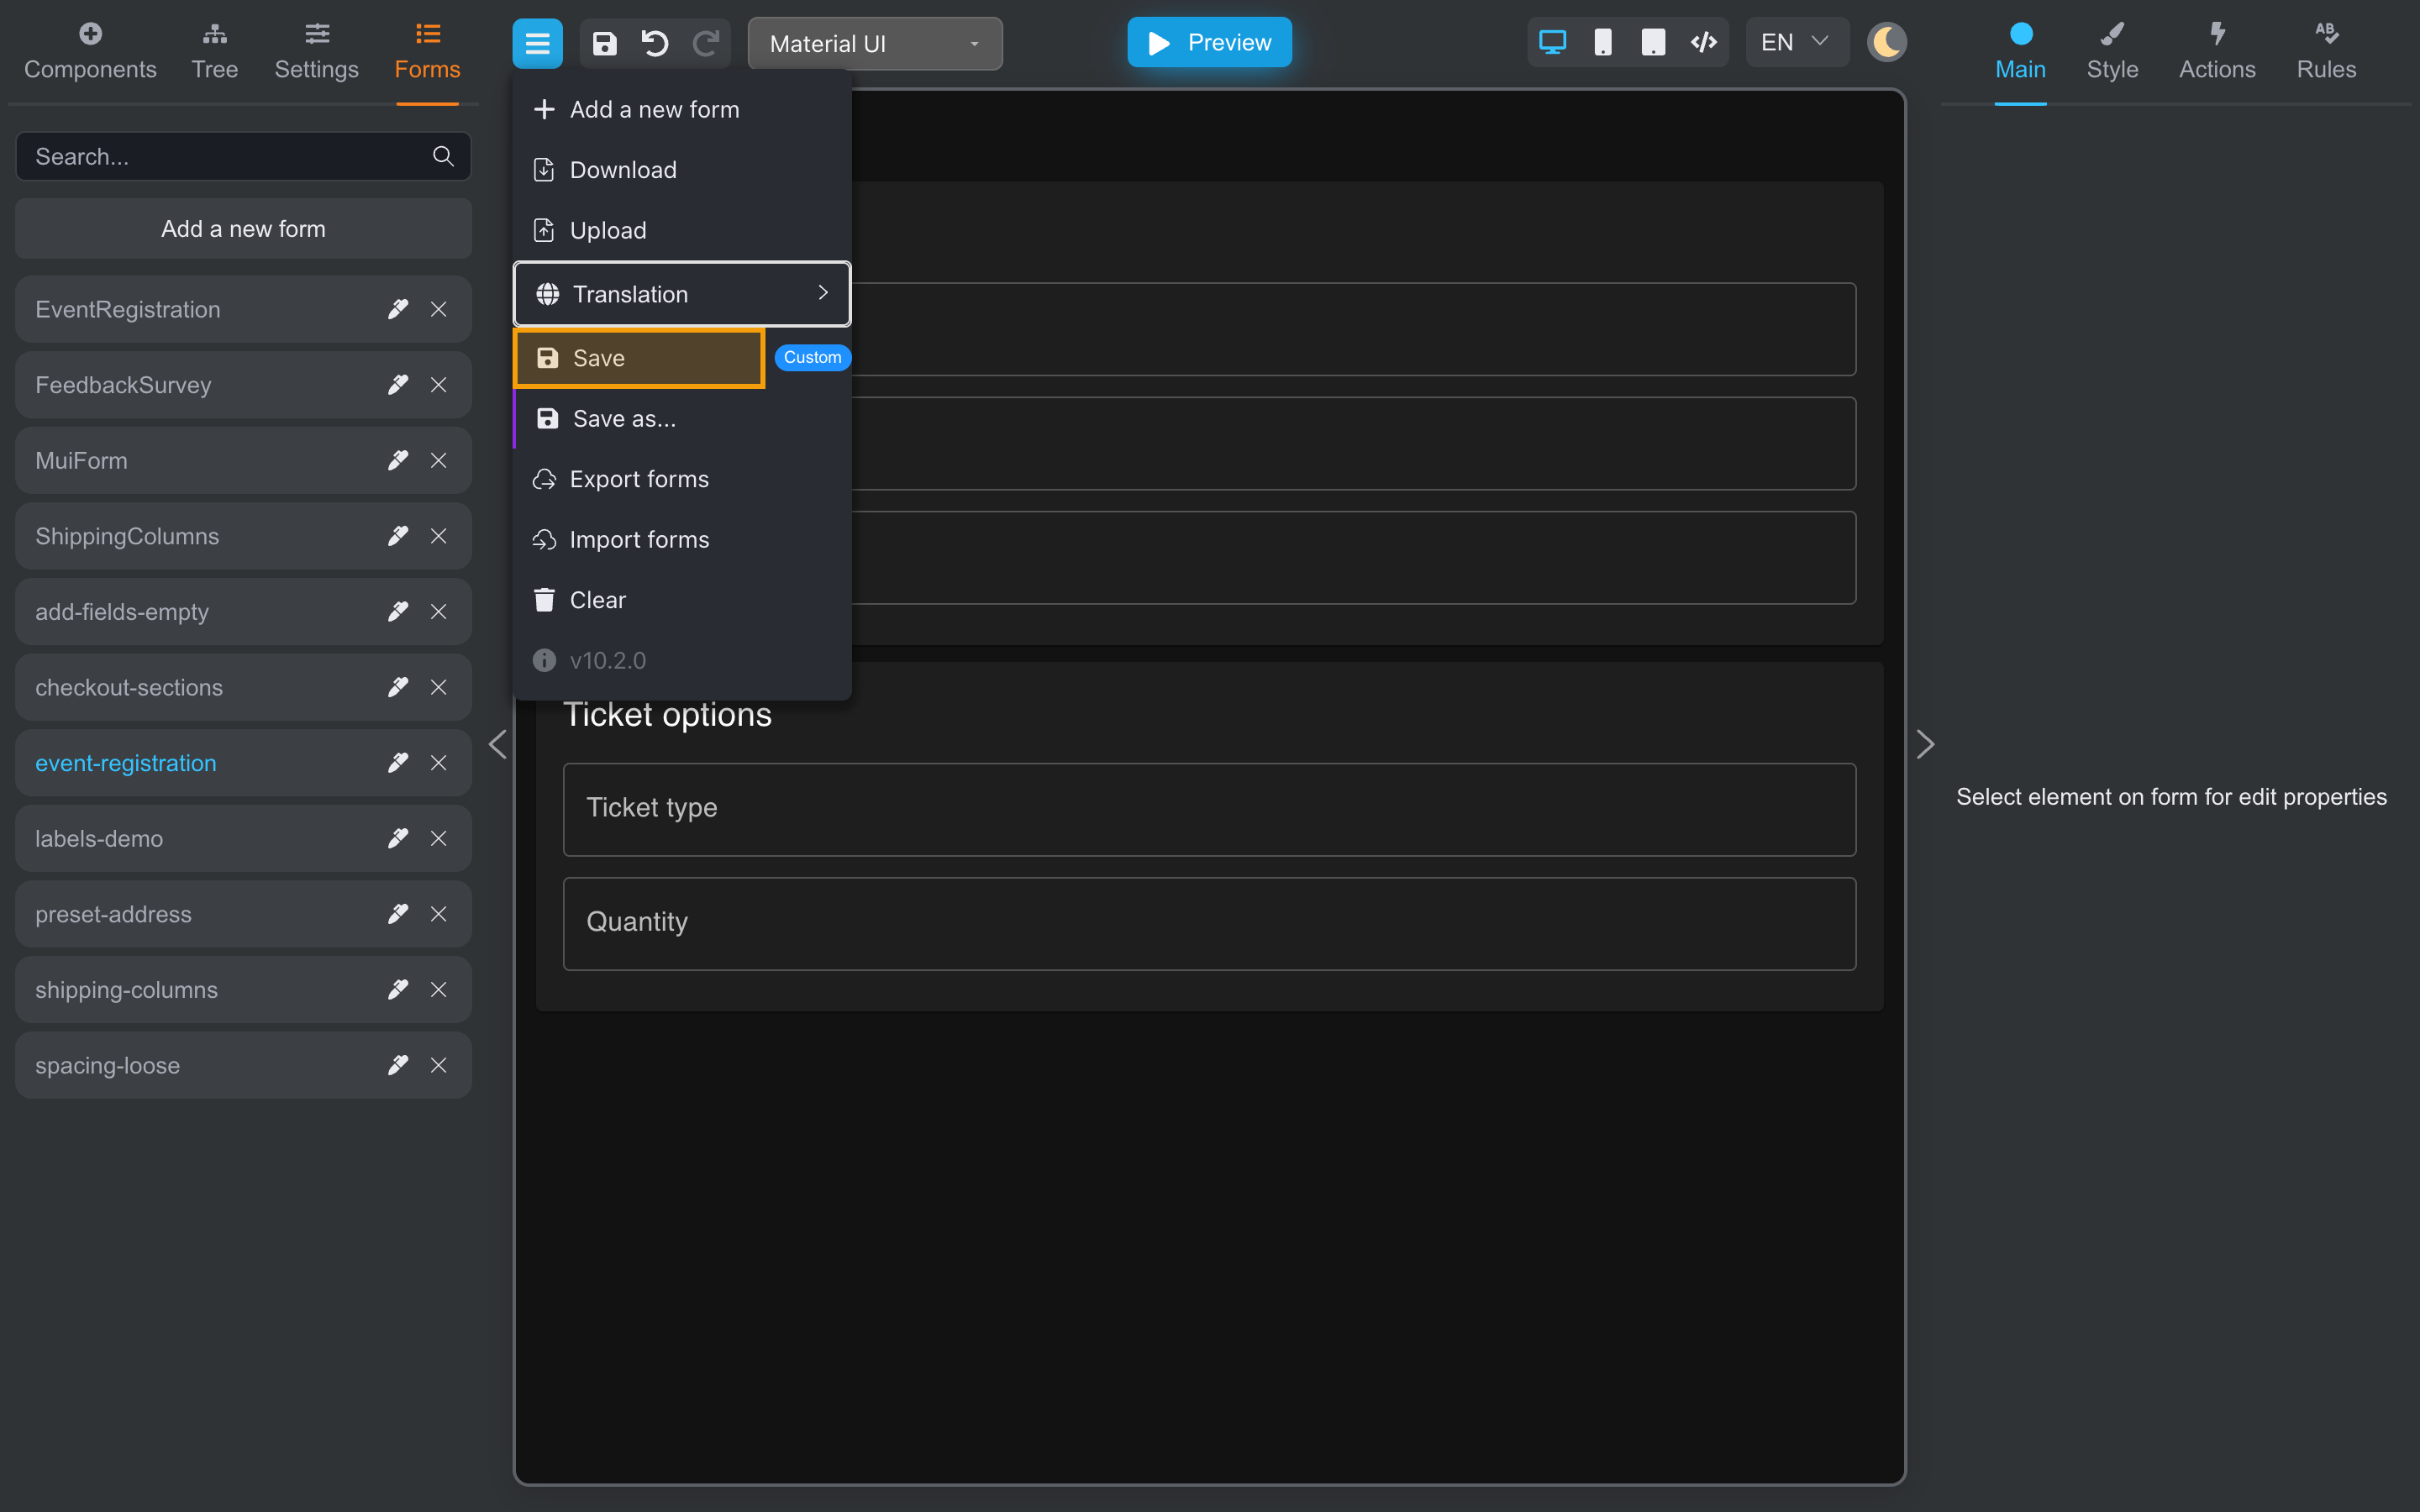 Components
Tree
Settings
Forms
Material UI
Preview
EN
Main
Style
Actions
Rules
Search...
Add a new form
EventRegistration
FeedbackSurvey
MuiForm
ShippingColumns
add-fields-empty
checkout-sections
event-registration
labels-demo
preset-address
shipping-columns
spacing-loose
Add a new form
Download
Upload
Translation
Save
Custom
Save as...
Export forms
Import forms
Clear
v10.2.0
Ticket options
Ticket type
Quantity
Select element on form for edit properties